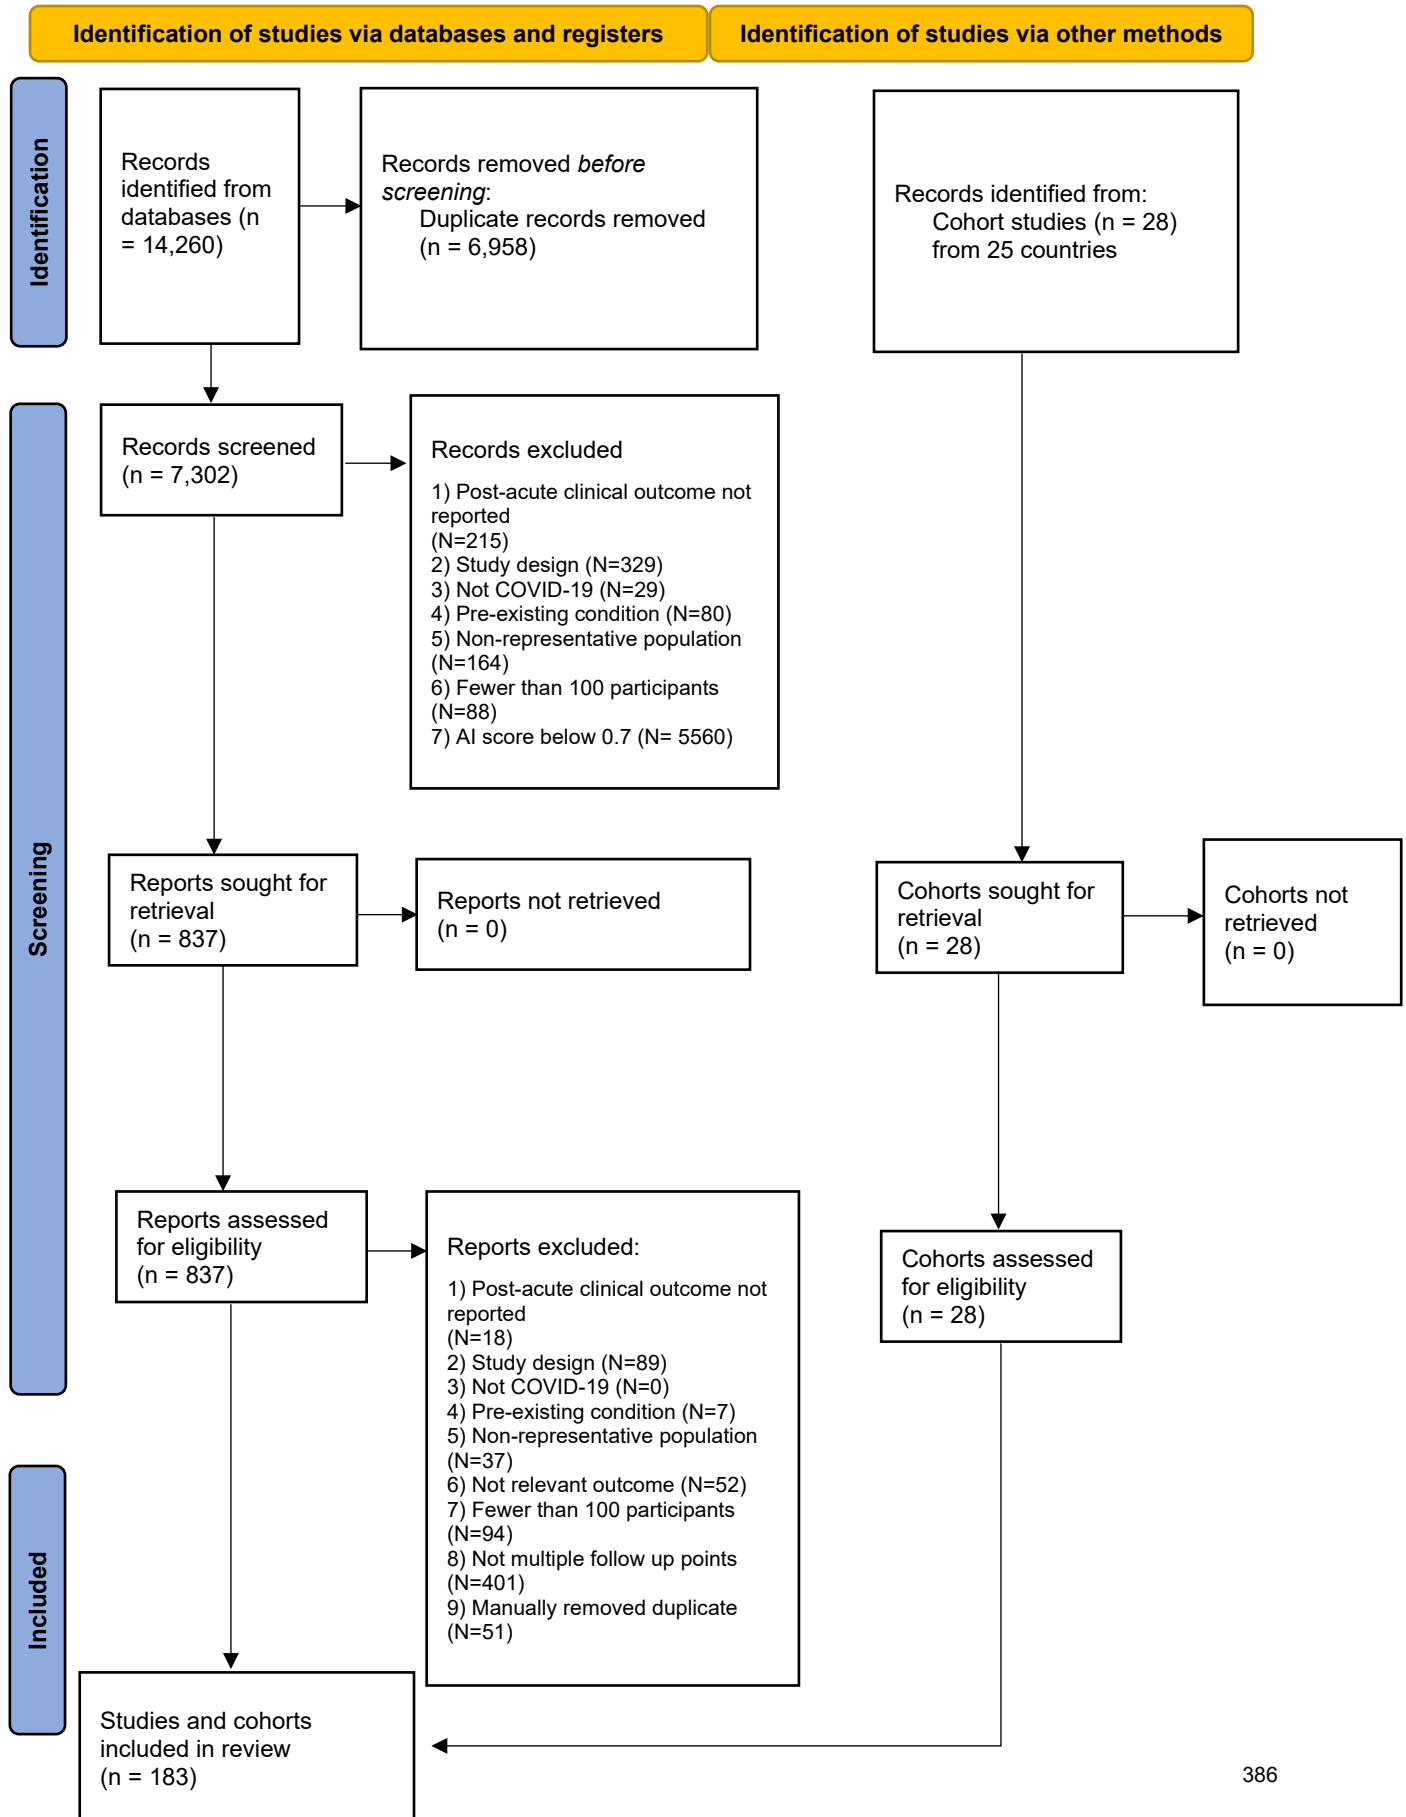 Identification of studies via databases and registers
Identification of studies via other methods
Identification
Records
identified from
databases (n
= 14,260)
Records removed before
screening:
Duplicate records removed
(n = 6,958)
Records identified from:
Cohort studies (n = 28)
from 25 countries
Screening
Records screened
(n = 7,302)
Records excluded
1) Post-acute clinical outcome not
reported
(N=215)
2) Study design (N=329)
3) Not COVID-19 (N=29)
4) Pre-existing condition (N=80)
5) Non-representative population
(N=164)
6) Fewer than 100 participants
(N=88)
7) AI score below 0.7 (N= 5560)
Reports sought for
retrieval
(n = 837)
Reports not retrieved
(n = 0)
Cohorts sought for
retrieval
(n = 28)
Cohorts not
retrieved
(n = 0)
Reports assessed
for eligibility
(n = 837)
Reports excluded:
1) Post-acute clinical outcome not
reported
(N=18)
2) Study design (N=89)
3) Not COVID-19 (N=0)
4) Pre-existing condition (N=7)
5) Non-representative population
(N=37)
6) Not relevant outcome (N=52)
7) Fewer than 100 participants
(N=94)
8) Not multiple follow up points
(N=401)
9) Manually removed duplicate
(N=51)
Cohorts assessed
for eligibility
(n = 28)
Included
Studies and cohorts
included in review
(n = 183)
386